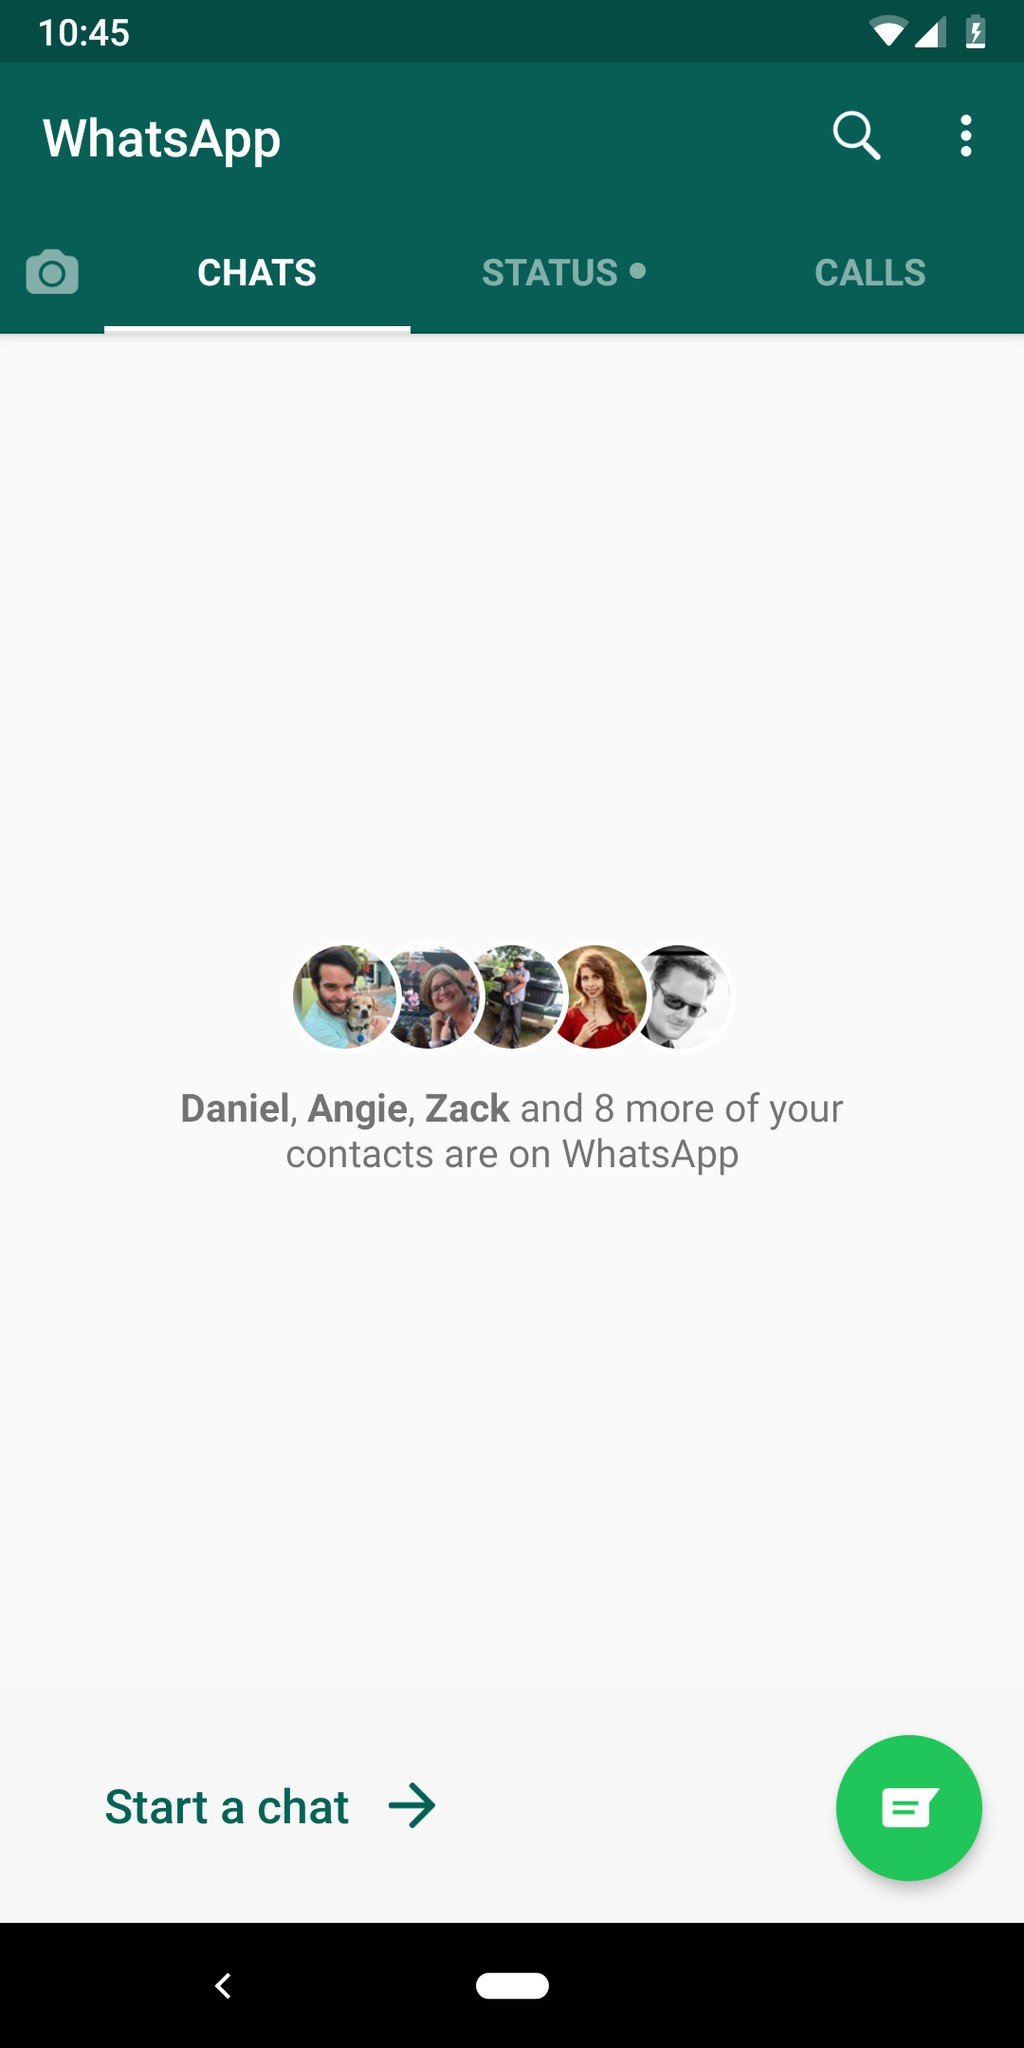 10:45
WhatsApp
CHATS
STATUS
CALLS
Daniel, Angie, Zack and 8 more of your
contacts are on WhatsApp
Start a chat